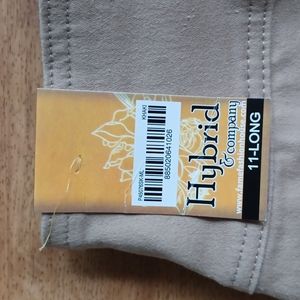 Hybrid
& company
11-LONG
KHAKI
885020641026